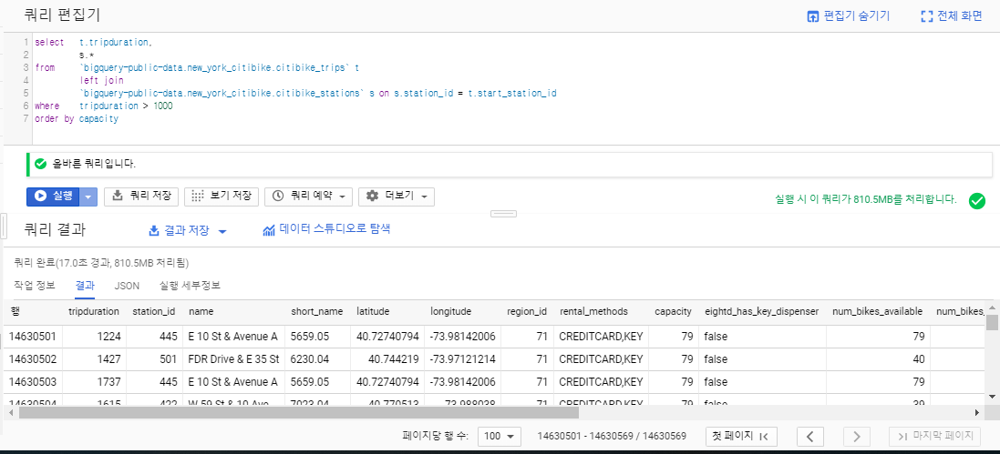 쿼리 편집기
편집기 숨기기
전체 화면
1 select t.tripduration,
2 s.*
3 from `bigquery-public-data.new_york_citibike.citibike_trips` t
4 left join
5 `bigquery-public-data.new_york_citibike.citibike_stations` s on s.station_id = t.start_station_id
6 where tripduration > 1000
7 order by capacity
올바른 쿼리입니다.
실행 쿼리 저장 보기 저장 쿼리 예약 더보기
실행 시 이 쿼리가 810.5MB를 처리합니다.
쿼리 결과 결과 저장 데이터 스튜디오로 탐색
쿼리 완료(17.0초 경과, 810.5MB 처리됨)
작업 정보 결과 JSON 실행 세부정보
행 tripduration station_id name short_name latitude longitude region_id rental_methods capacity eightd_has_key_dispenser num_bikes_available num_bikes_
14630501 1224 445 E 10 St & Avenue A 5659.05 40.72740794 -73.98142006 71 CREDITCARD,KEY 79 false 79
14630502 1427 501 FDR Drive & E 35 St 6230.04 40.744219 -73.97121214 71 CREDITCARD,KEY 79 false 40
14630503 1737 445 E 10 St & Avenue A 5659.05 40.72740794 -73.98142006 71 CREDITCARD,KEY 79 false 79
14630504 1615 422 W 59 St & 10 Ave 7023.04 40.770513 -73.988038 71 CREDITCARD,KEY 79 false 39
페이지당 행 수: 100 14630501 - 14630569 / 14630569 첫 페이지 마지막 페이지